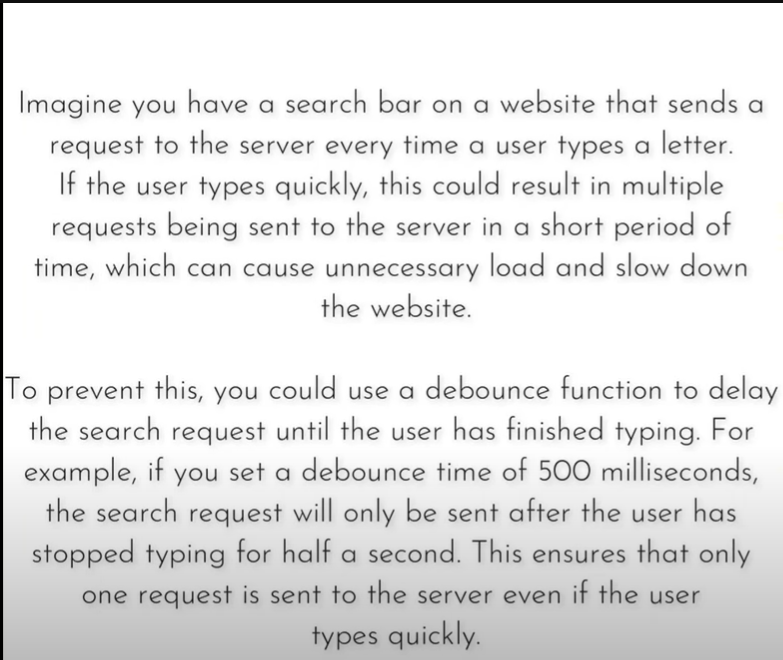 Imagine you have a search bar on a website that sends a
request to the server every time a user types a letter.
If the user types quickly, this could result in multiple
requests being sent to the server in a short period of
time, which can cause unnecessary load and slow down
the website.
To prevent this, you could use a debounce function to delay
the search request until the user has finished typing. For
example, if you set a debounce time of 500 milliseconds,
the search request will only be sent after the user has
stopped typing for half a second. This ensures that only
one request is sent to the server even if the user
types quickly.